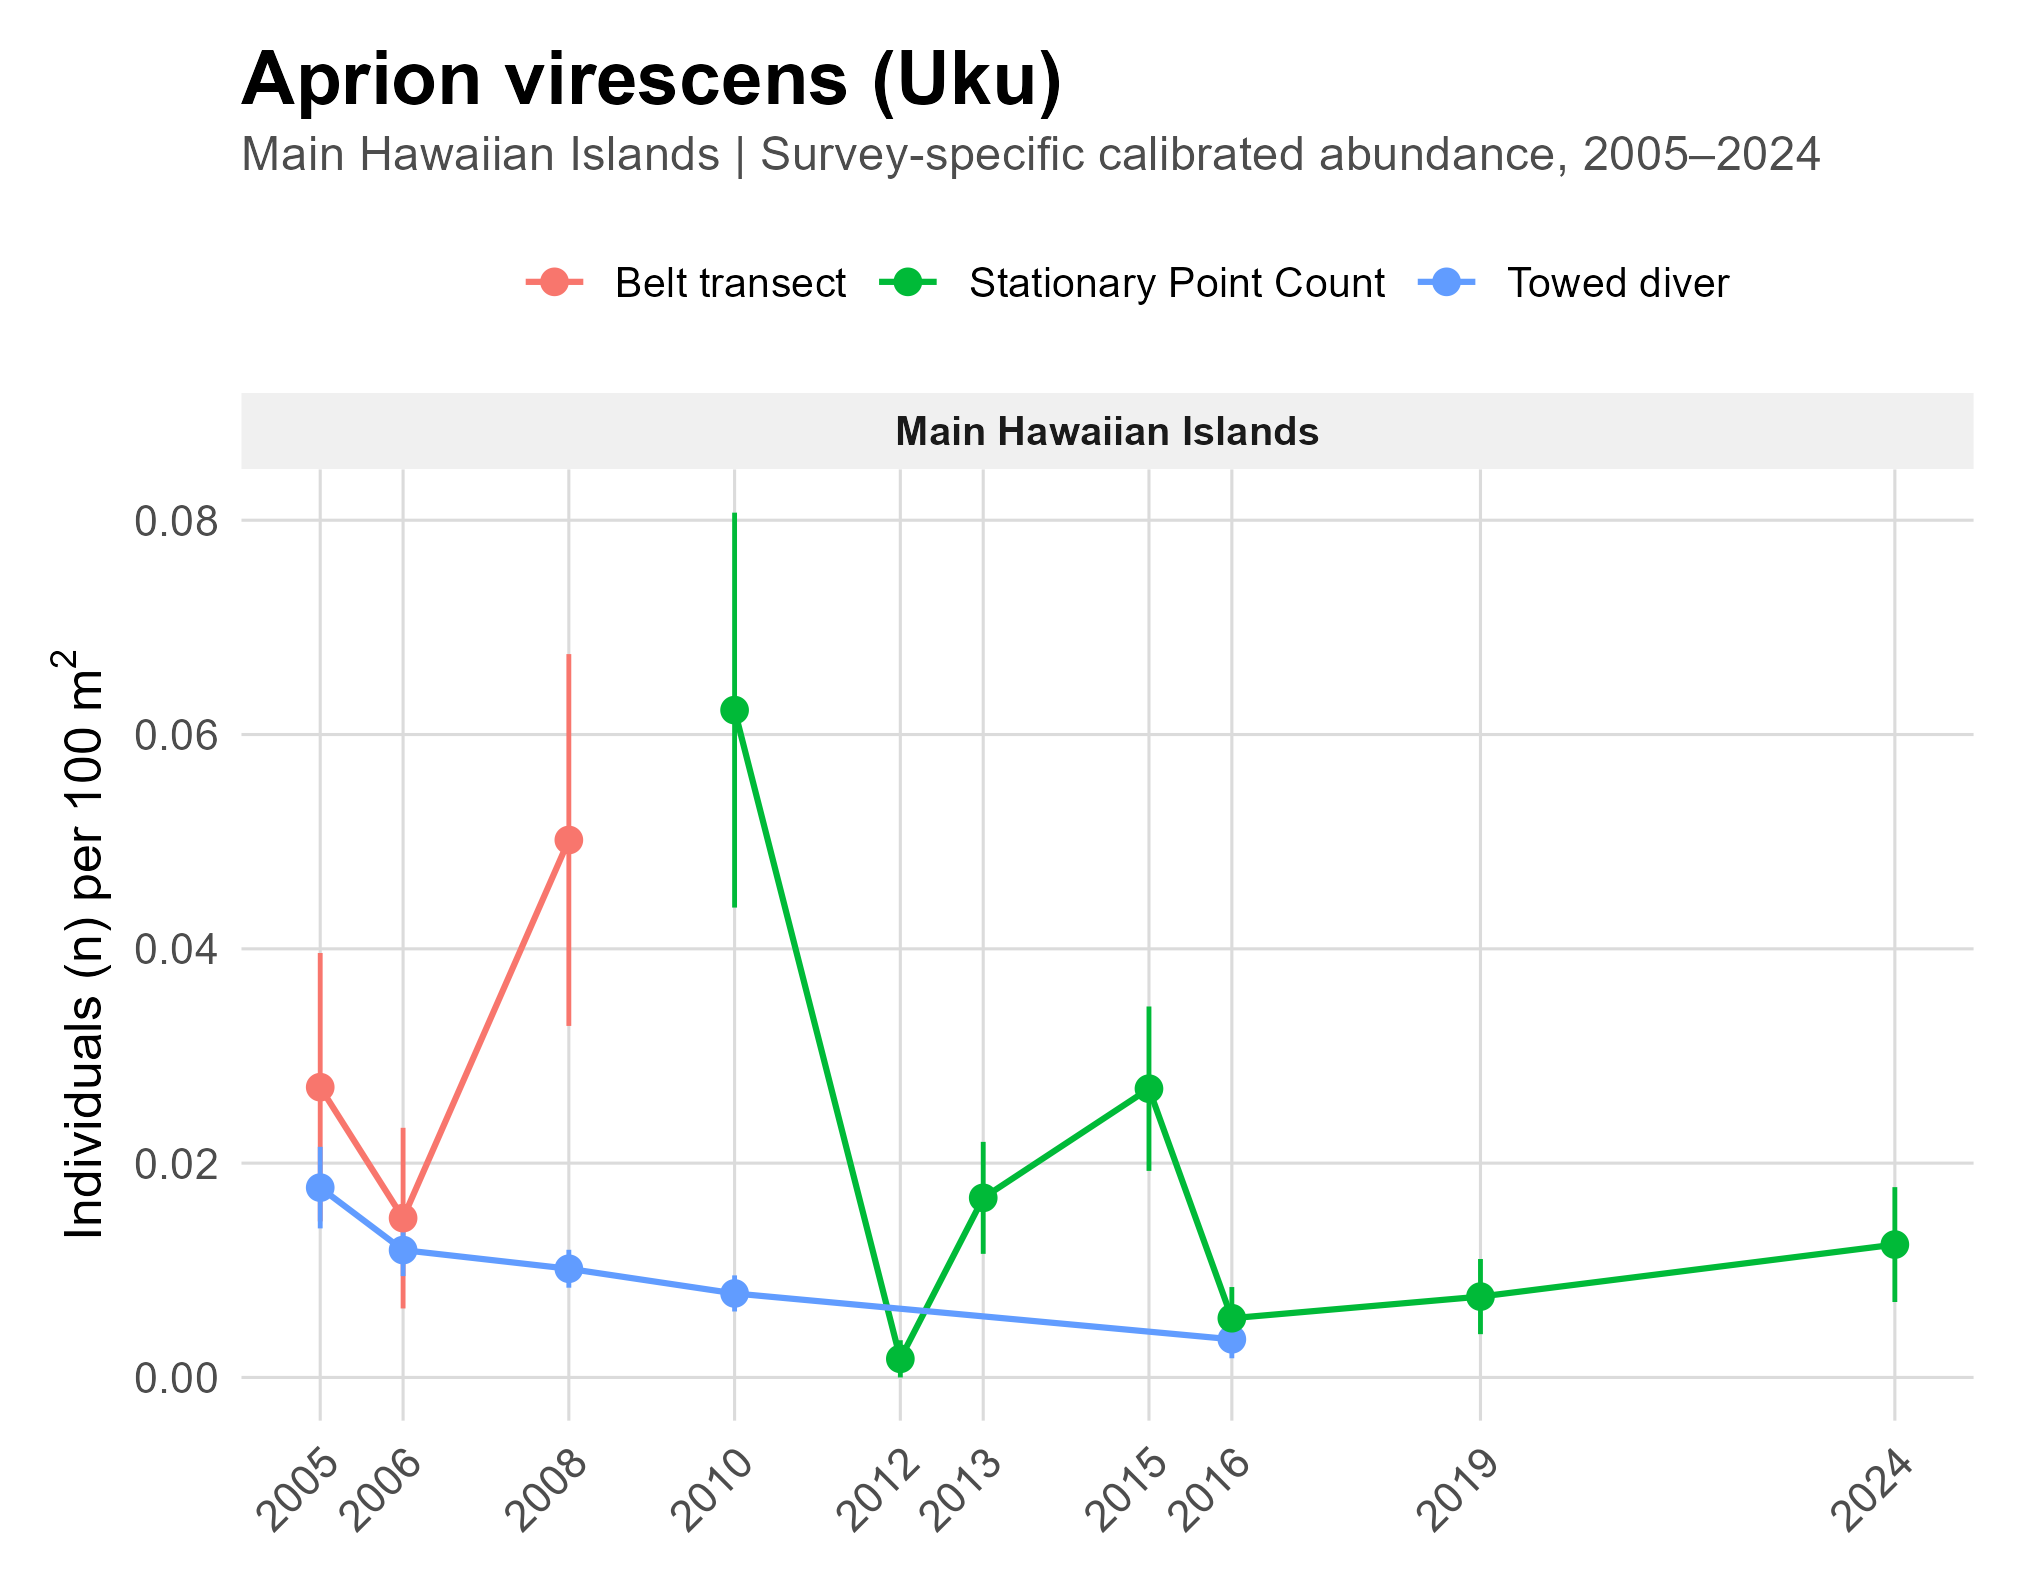 Aprion virescens (Uku)
Main Hawaiian Islands | Survey-specific calibrated abundance, 2005–2024
Belt transect Stationary Point Count Towed diver
Main Hawaiian Islands
Individuals (n) per 100 m²
0.08
0.06
0.04
0.02
0.00
2005 2006 2008 2010 2012 2013 2015 2016 2019 2024